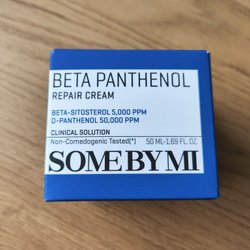 BETA PANTHENOL
REPAIR CREAM
BETA-SITOSTEROL 5,000 PPM
D-PANTHENOL 50,000 PPM
CLINICAL SOLUTION
Non-Comedogenic Tested(*) 50 ML-1.69 FL. OZ.
SOME BY MI